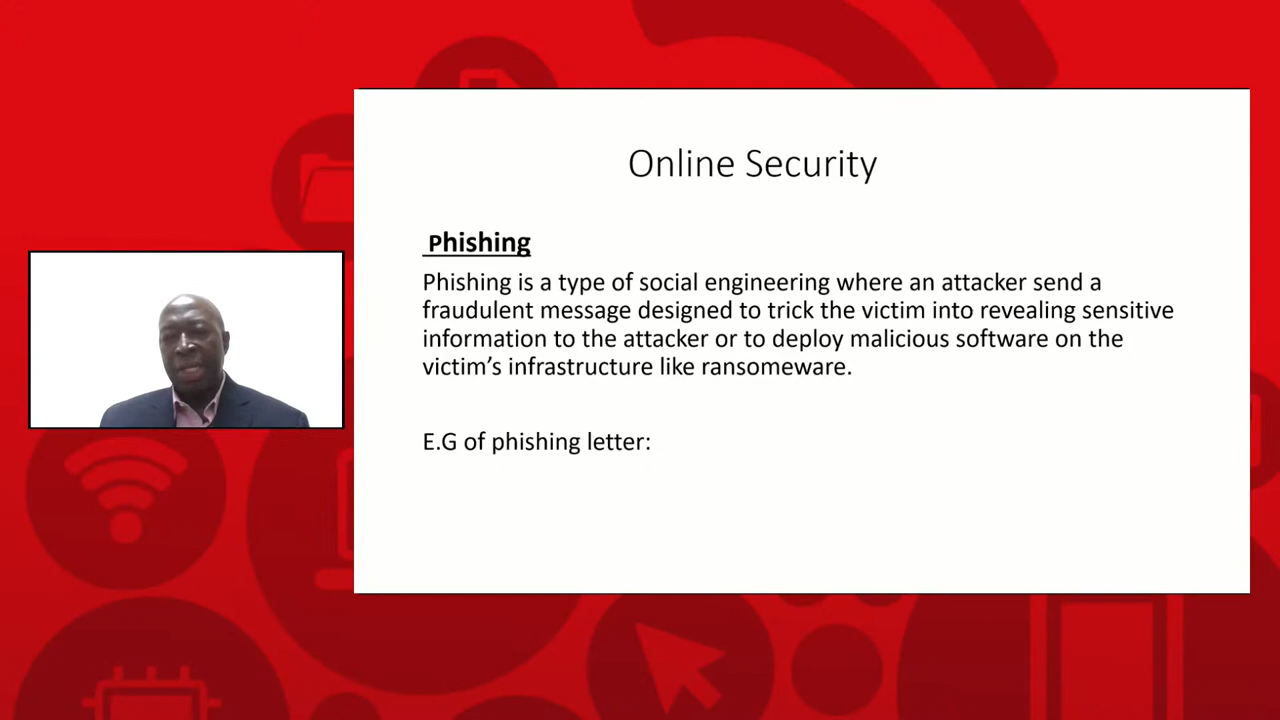 Online Security
Phishing
Phishing is a type of social engineering where an attacker send a
fraudulent message designed to trick the victim into revealing sensitive
information to the attacker or to deploy malicious software on the
victim’s infrastructure like ransomeware.
E.G of phishing letter: